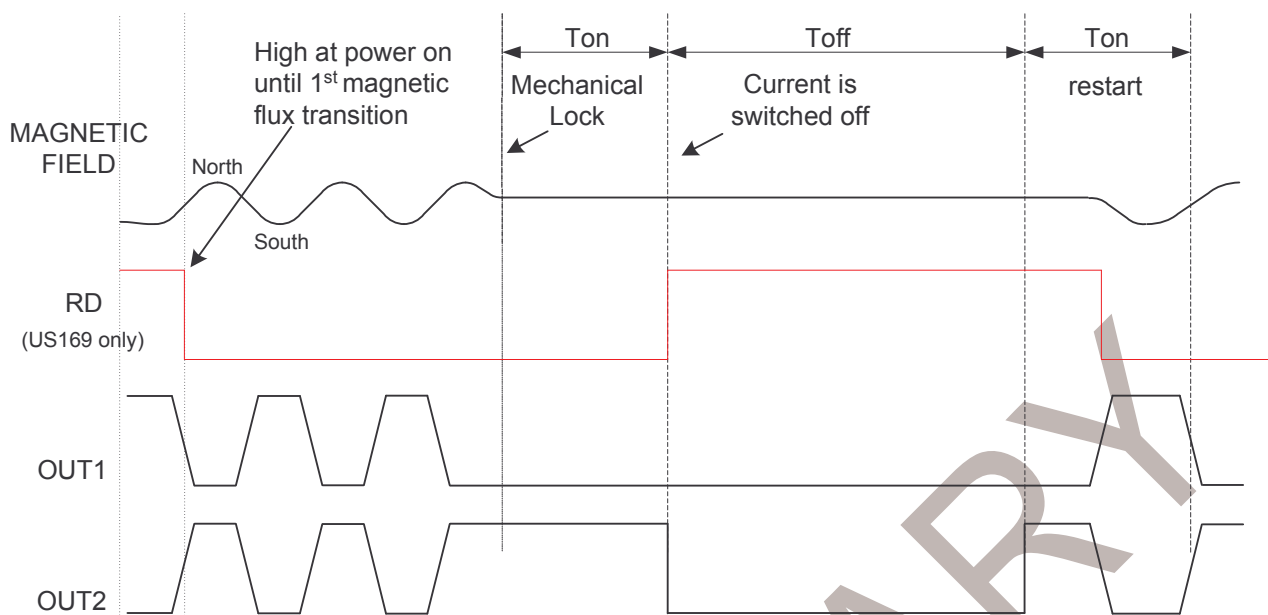 Ton
Toff
Ton
High at power on
until 1st magnetic
flux transition
Mechanical
Lock
Current is
switched off
restart
MAGNETIC
FIELD
North
South
RD
(US169 only)
OUT1
OUT2
ARY